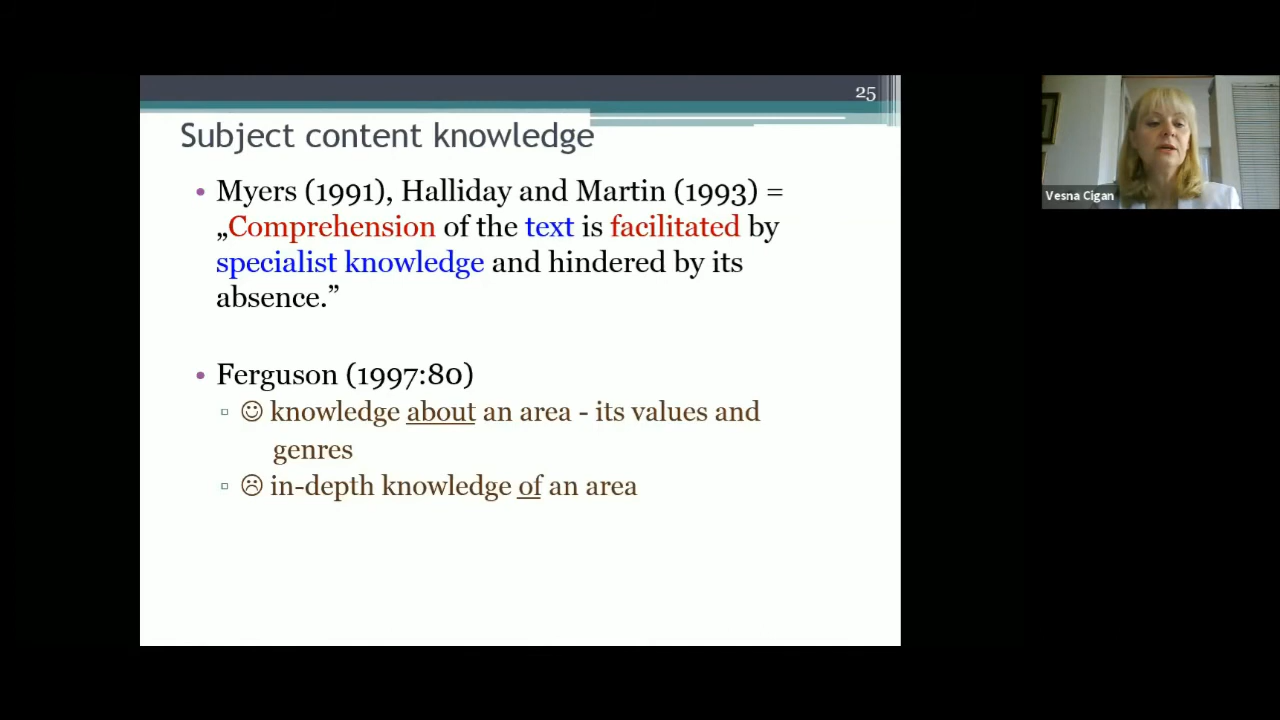 25
Subject content knowledge
• Myers (1991), Halliday and Martin (1993) =
„Comprehension of the text is facilitated by
specialist knowledge and hindered by its
absence.”
• Ferguson (1997:80)
▫ ☺ knowledge about an area - its values and
genres
▫ ☹ in-depth knowledge of an area
Vesna Cigan